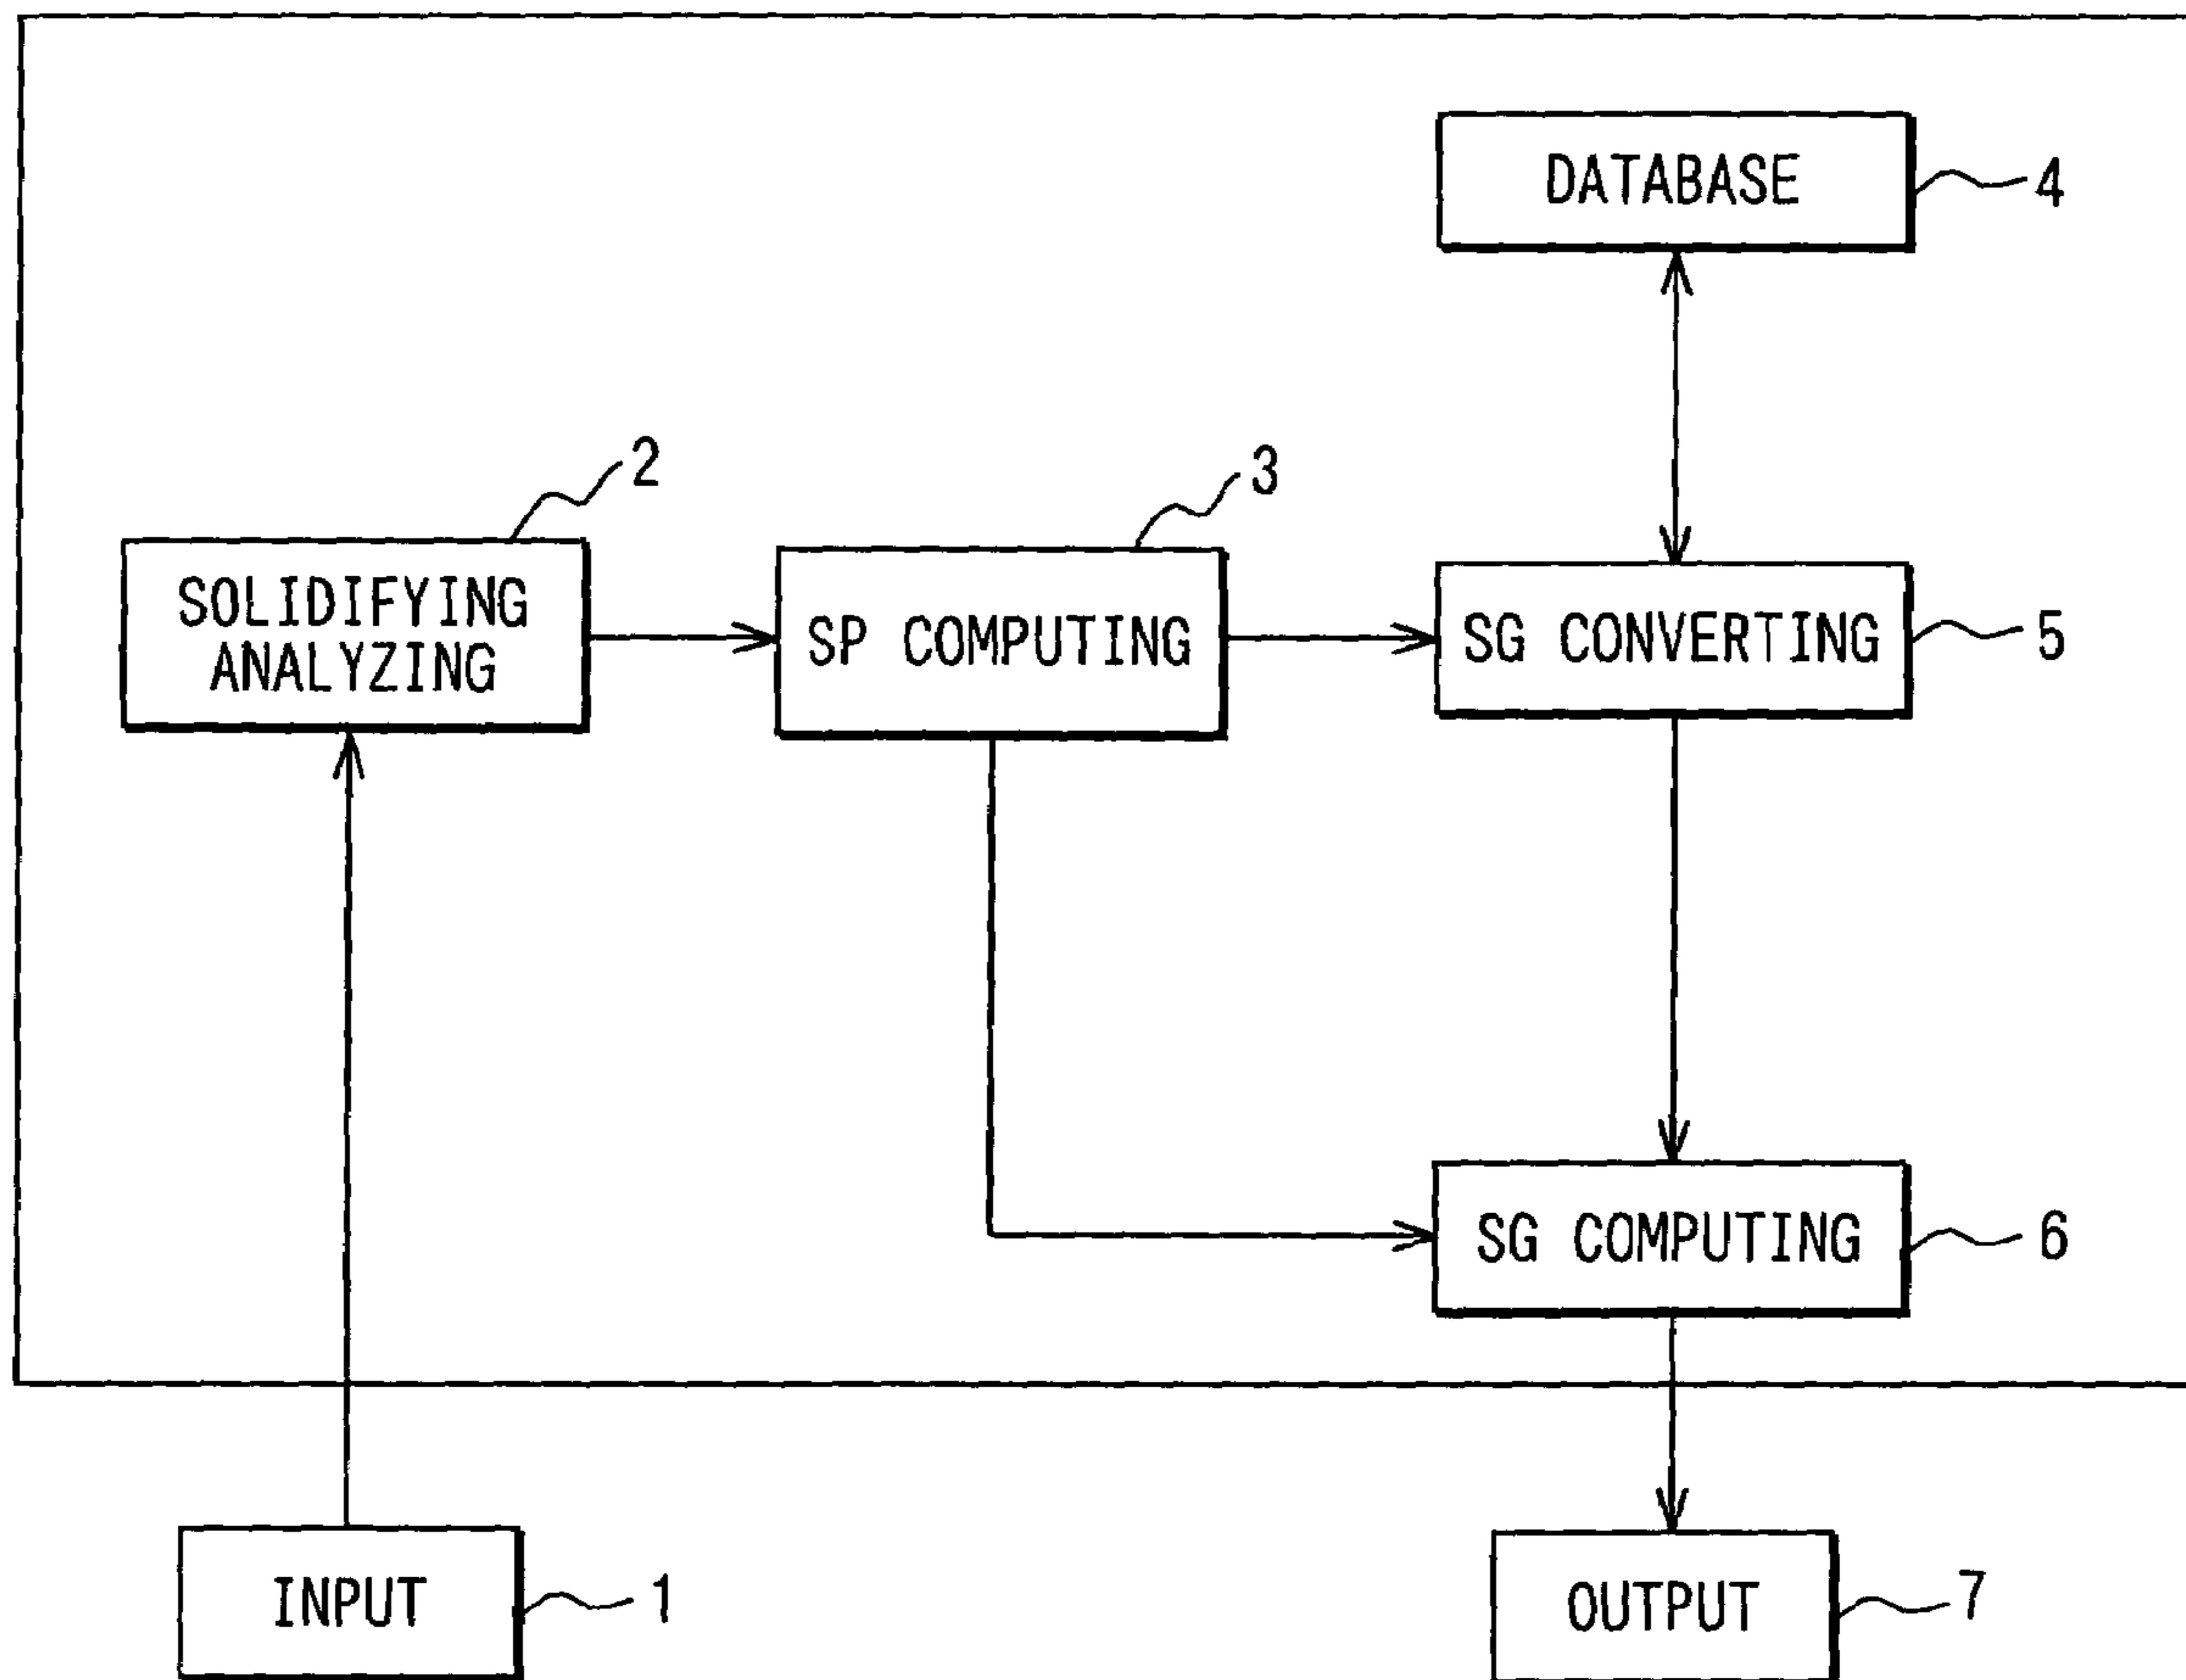 DATABASE
4
2
3
SOLIDIFYING
ANALYZING
SP COMPUTING
SG CONVERTING
5
SG COMPUTING
6
INPUT
1
OUTPUT
7